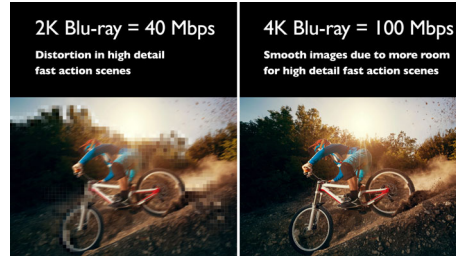 2K Blu-ray = 40 Mbps
Distortion in high detail
fast action scenes
4K Blu-ray = 100 Mbps
Smooth images due to more room
for high detail fast action scenes